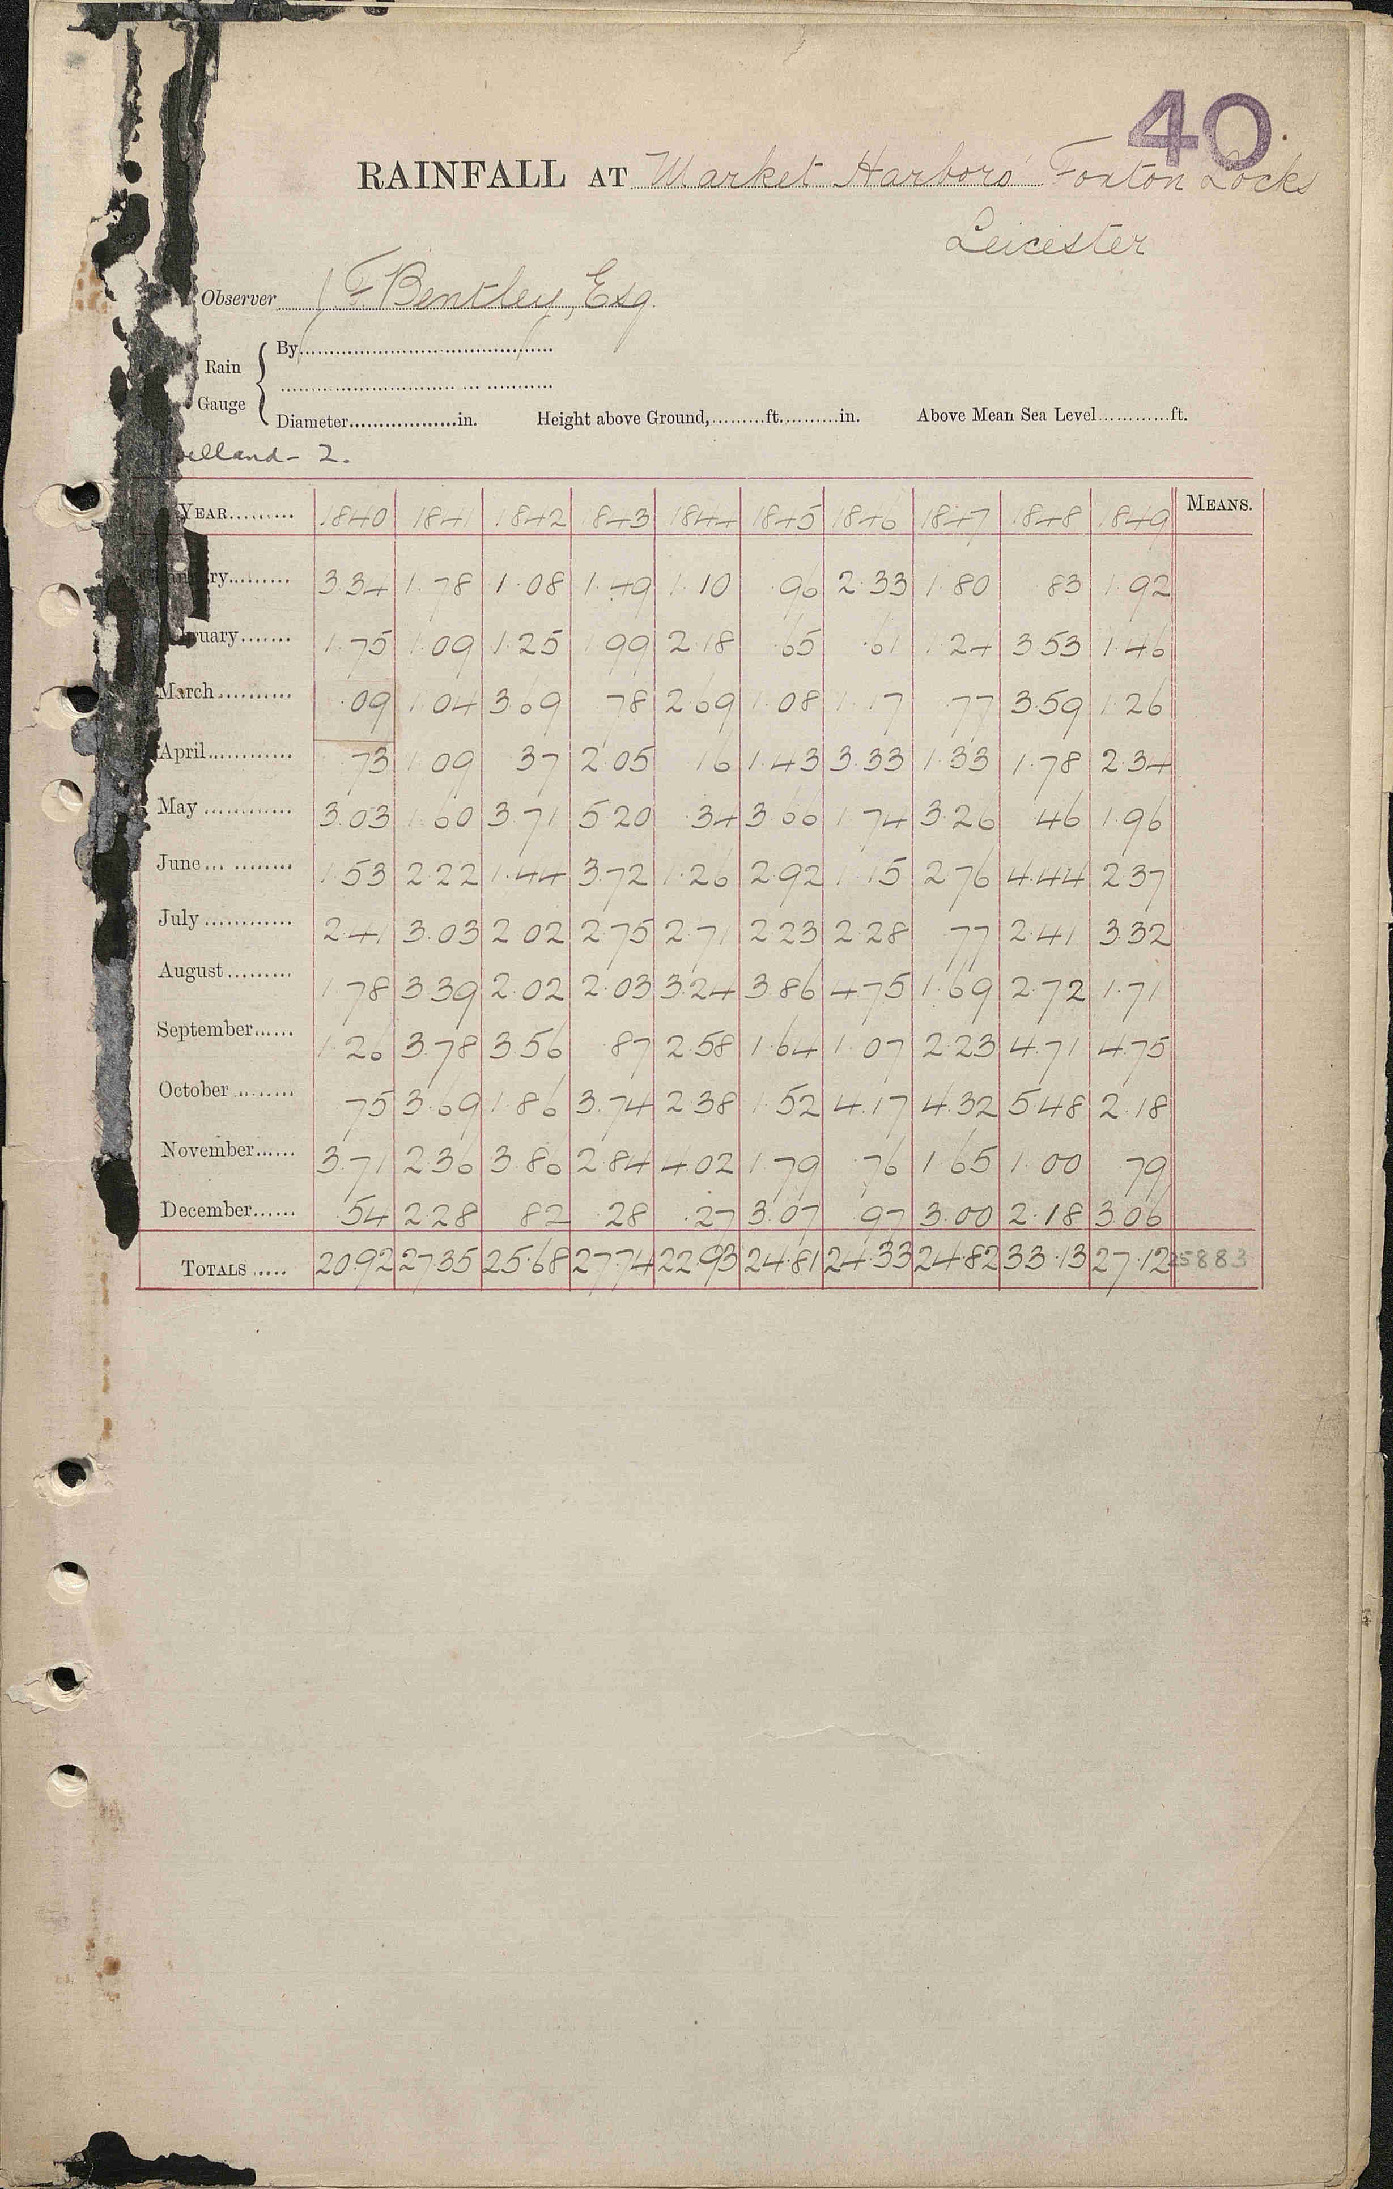 40
RAINFALL AT Market Harboro' Foxton Locks
Leicester
Observer J F Bentley, Esq.
Rain Gauge { By
Diameter in. Height above Ground, ft. in. Above Mean Sea Level ft.
elland - 2.
YEAR 1840 1841 1842 1843 1844 1845 1846 1847 1848 1849 MEANS.
ry 3.34 1.78 1.08 1.49 1.10 .96 2.33 1.80 .83 1.92
ruary 1.75 1.09 1.25 1.99 2.18 .65 .61 1.24 3.53 1.46
March .09 1.04 3.69 .78 2.69 1.08 1.17 .77 3.59 1.26
April .73 1.09 .37 2.05 .16 1.43 3.33 1.33 1.78 2.34
May 3.03 1.60 3.71 5.20 .34 3.66 1.74 3.26 .46 1.96
June 1.53 2.22 1.44 3.72 1.26 2.92 1.15 2.76 4.44 2.37
July 2.41 3.03 2.02 2.75 2.71 2.23 2.28 .77 2.41 3.32
August 1.78 3.39 2.02 2.03 3.24 3.86 4.75 1.69 2.72 1.71
September 1.26 3.78 3.56 .87 2.58 1.64 1.07 2.23 4.71 4.75
October .75 3.69 1.86 3.74 2.38 1.52 4.17 4.32 5.48 2.18
November 3.71 2.36 3.86 2.84 4.02 1.79 .76 1.65 1.00 .79
December .54 2.28 .82 .28 .27 3.07 .97 3.00 2.18 3.06
TOTALS 20.92 27.35 25.68 27.74 22.93 24.81 24.33 24.82 33.13 27.12 25883